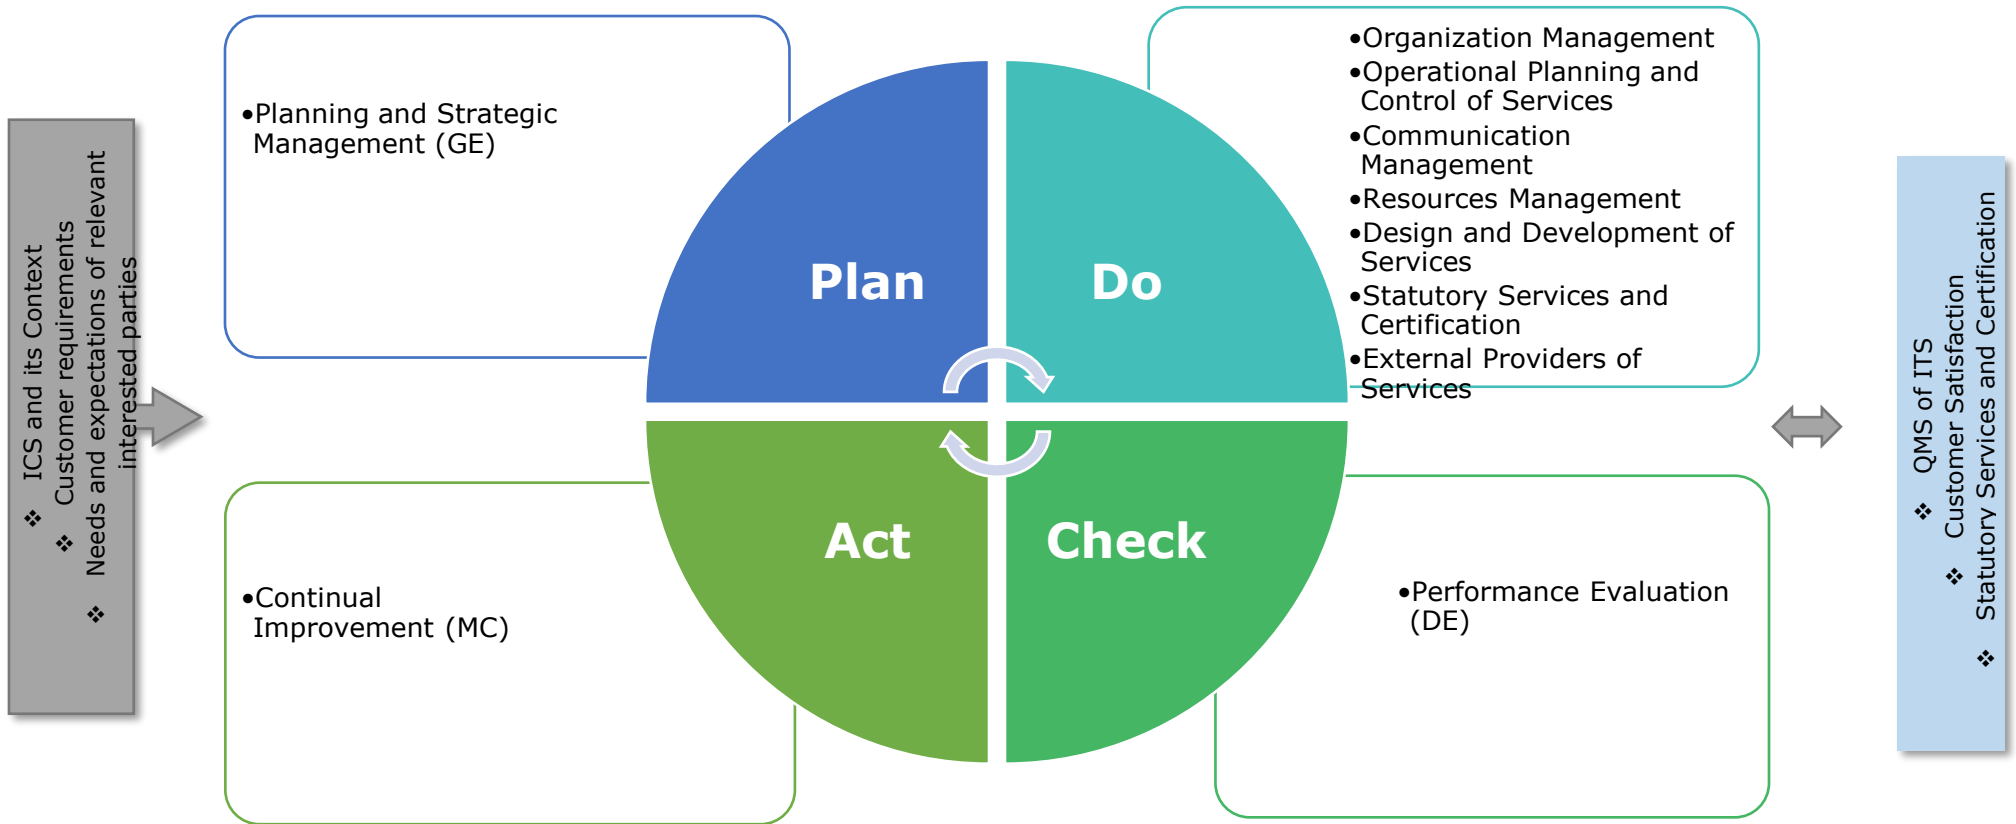 ❖ ICS and its Context
❖ Customer requirements
❖ Needs and expectations of relevant
interested parties
•Planning and Strategic
Management (GE)
Plan
Do
•Organization Management
•Operational Planning and
Control of Services
•Communication
Management
•Resources Management
•Design and Development of
Services
•Statutory Services and
Certification
•External Providers of
Services
Act
Check
•Continual
Improvement (MC)
•Performance Evaluation
(DE)
❖ QMS of ITS
❖ Customer Satisfaction
❖ Statutory Services and Certification